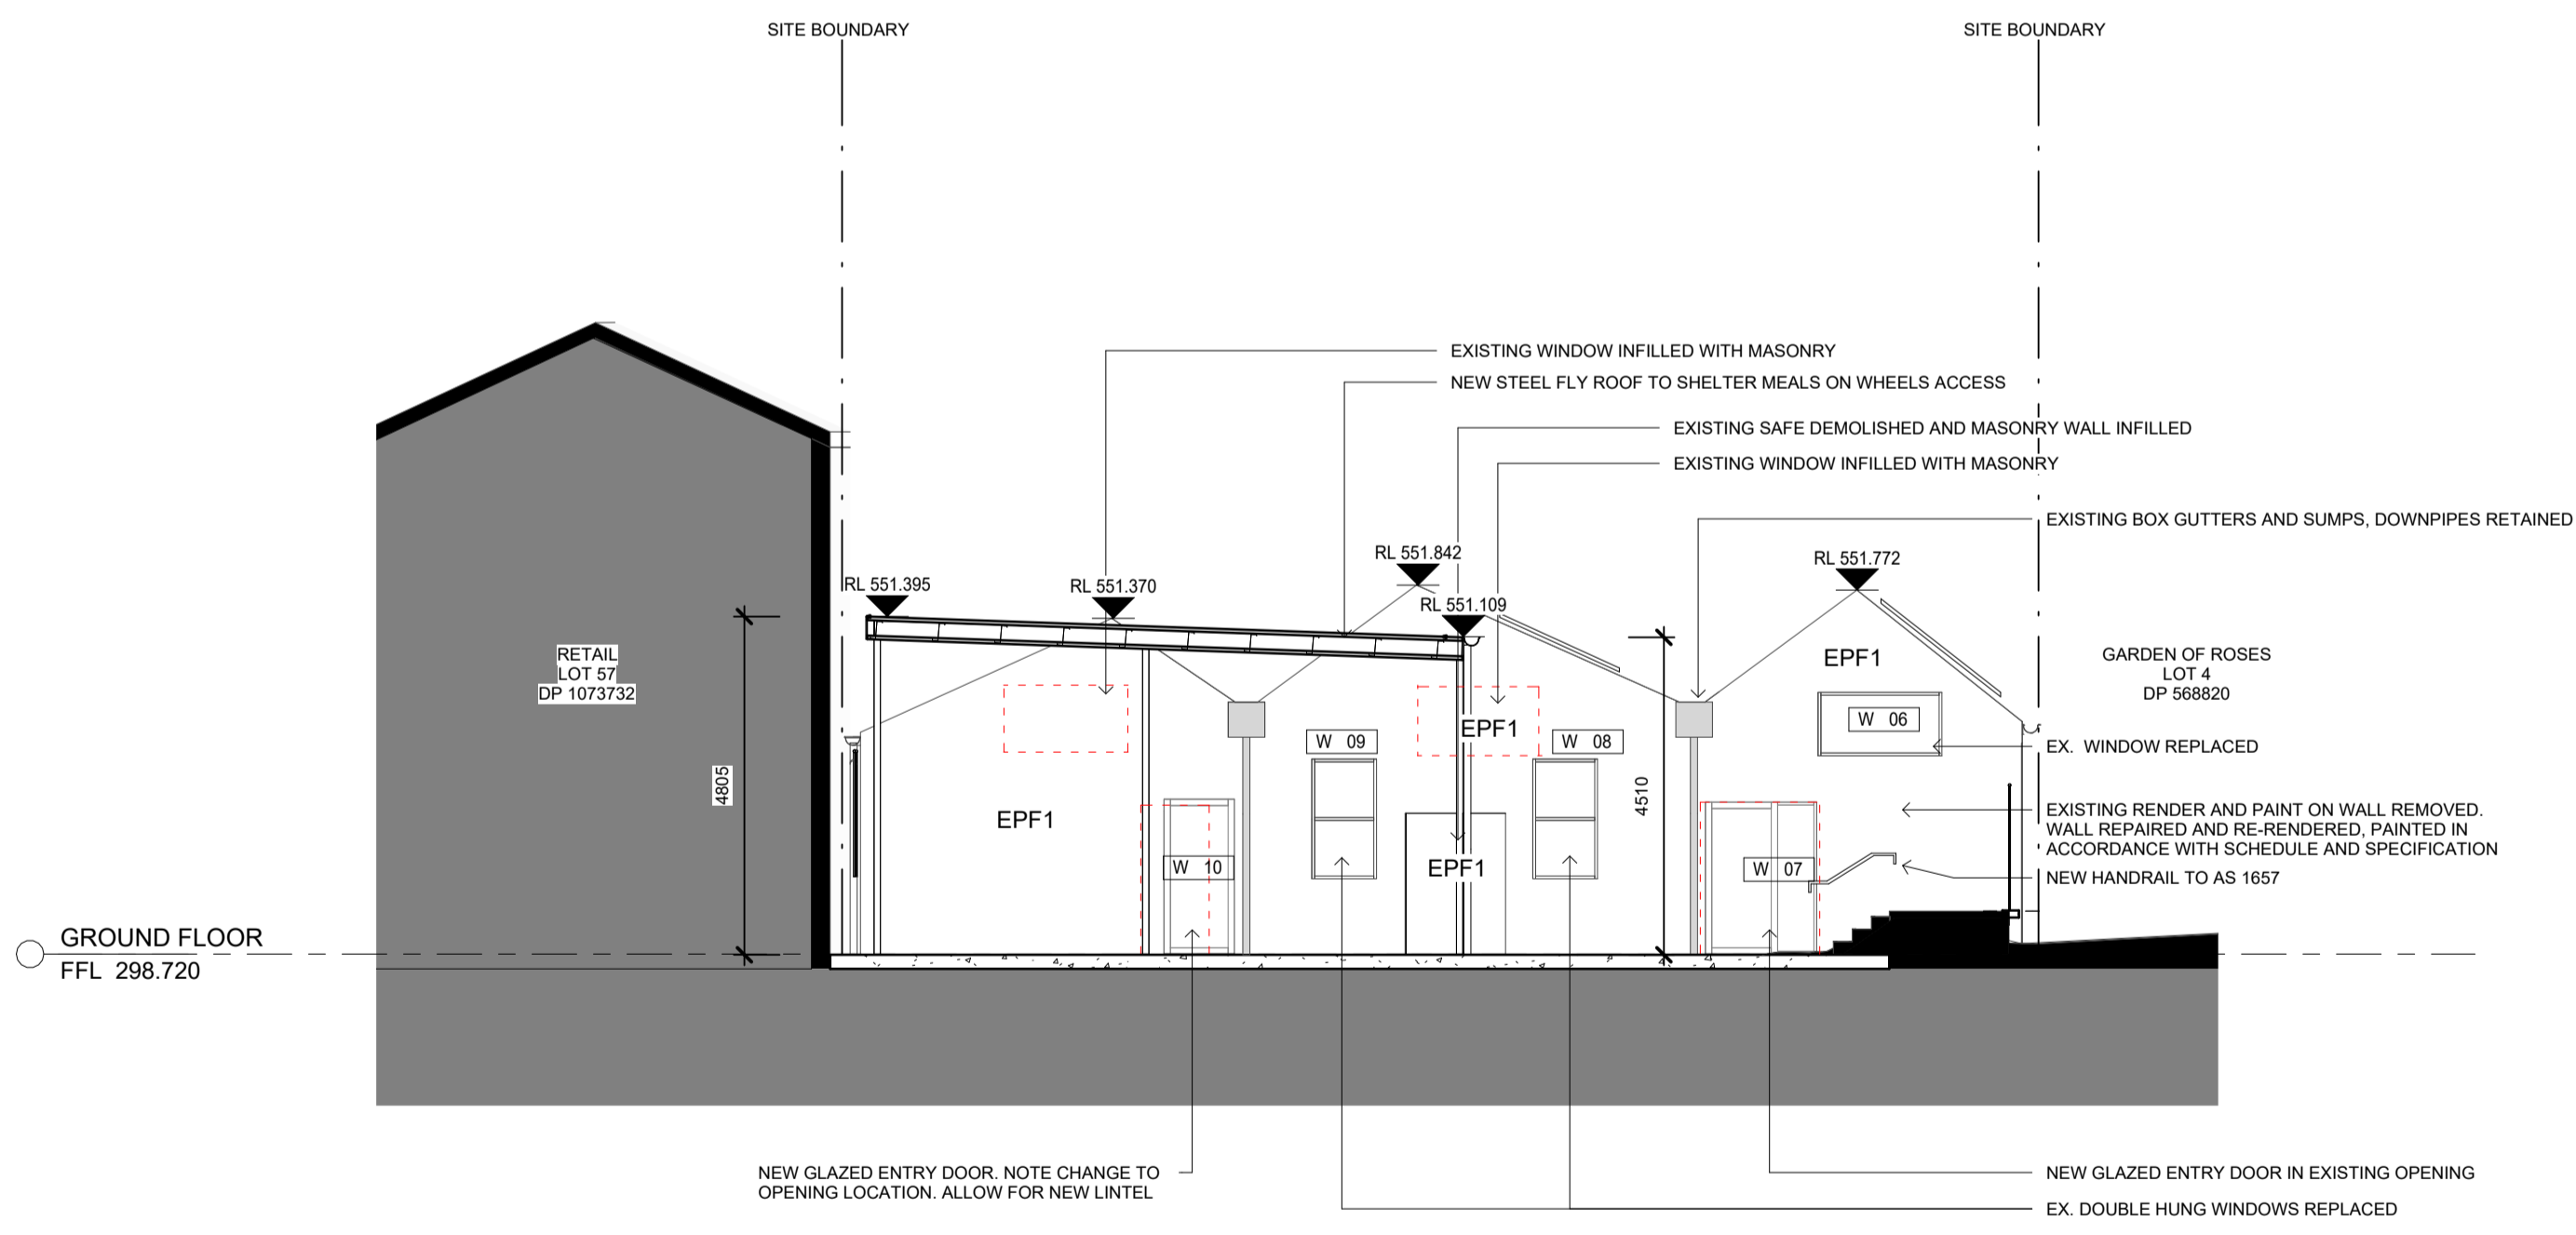 SITE BOUNDARY
SITE BOUNDARY
EXISTING WINDOW INFILLED WITH MASONRY
NEW STEEL FLY ROOF TO SHELTER MEALS ON WHEELS ACCESS
EXISTING SAFE DEMOLISHED AND MASONRY WALL INFILLED
EXISTING WINDOW INFILLED WITH MASONRY
EXISTING BOX GUTTERS AND SUMPS, DOWNPIPES RETAINED
RL 551.842
RL 551.772
RL 551.395
RL 551.370
RL 551.109
RETAIL
LOT 57
DP 1073732
EPF1
GARDEN OF ROSES
LOT 4
DP 568820
EPF1
W 06
W 09
W 08
EX. WINDOW REPLACED
4805
4510
EPF1
EXISTING RENDER AND PAINT ON WALL REMOVED.
WALL REPAIRED AND RE-RENDERED, PAINTED IN
ACCORDANCE WITH SCHEDULE AND SPECIFICATION
W 10
EPF1
W 07
NEW HANDRAIL TO AS 1657
GROUND FLOOR
FFL 298.720
NEW GLAZED ENTRY DOOR. NOTE CHANGE TO
OPENING LOCATION. ALLOW FOR NEW LINTEL
NEW GLAZED ENTRY DOOR IN EXISTING OPENING
EX. DOUBLE HUNG WINDOWS REPLACED